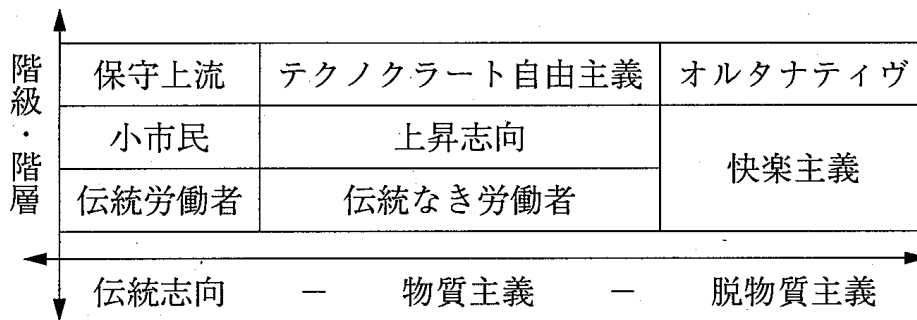 階級・階層
保守上流 テクノクラート自由主義 オルタナティヴ
小市民 上昇志向
快楽主義
伝統労働者 伝統なき労働者
伝統志向 － 物質主義 － 脱物質主義